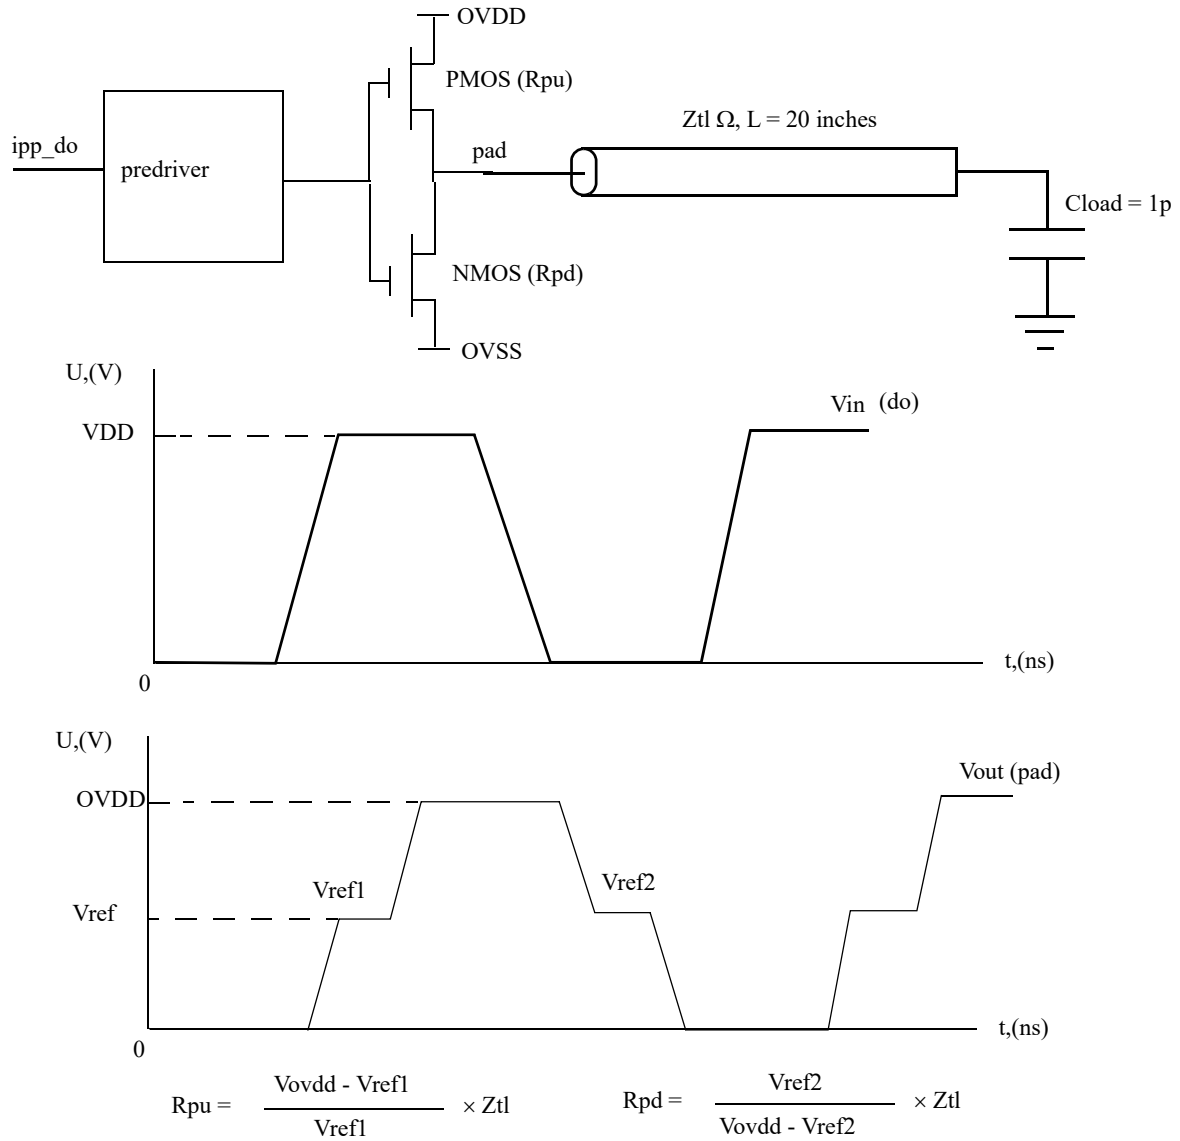 OVDD
PMOS (Rpu)
Ztl Ω, L = 20 inches
ipp_do
predriver
pad
Cload = 1p
NMOS (Rpd)
OVSS
U,(V)
VDD
Vin (do)
t,(ns)
0
U,(V)
OVDD
Vout (pad)
Vref1
Vref2
Vref
t,(ns)
0
Vovdd - Vref1
Rpu = × Ztl
Vref1
Vref2
Rpd = × Ztl
Vovdd - Vref2